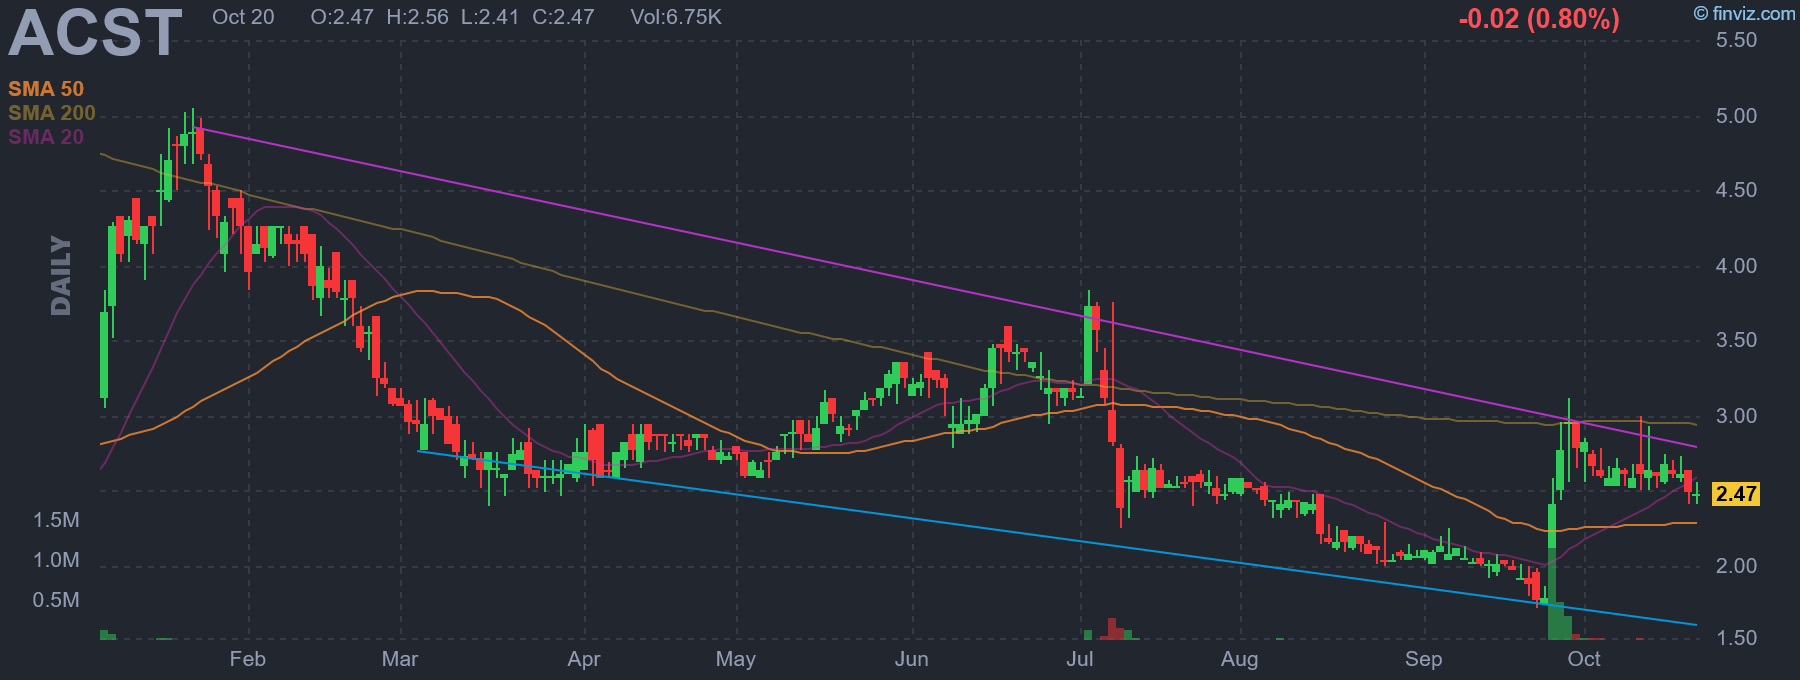 ACST Oct 20 O:2.47 H:2.56 L:2.41 C:2.47 Vol:6.75K -0.02 (0.80%) © finviz.com
5.50
SMA 50
SMA 200
SMA 20
5.00
4.50
DAILY
4.00
3.50
3.00
2.47
1.5M
1.0M
2.00
0.5M
1.50
Feb Mar Apr May Jun Jul Aug Sep Oct